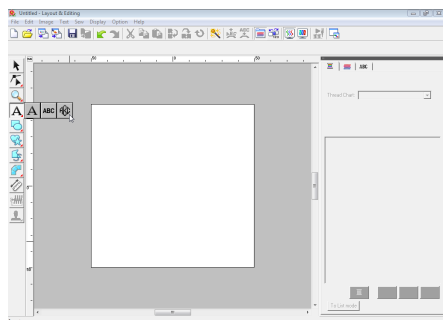 Untitled - Layout & Editing
File Edit Image Text Sew Display Option Help
ABC
A A ABC
Thread Chart
To List mode